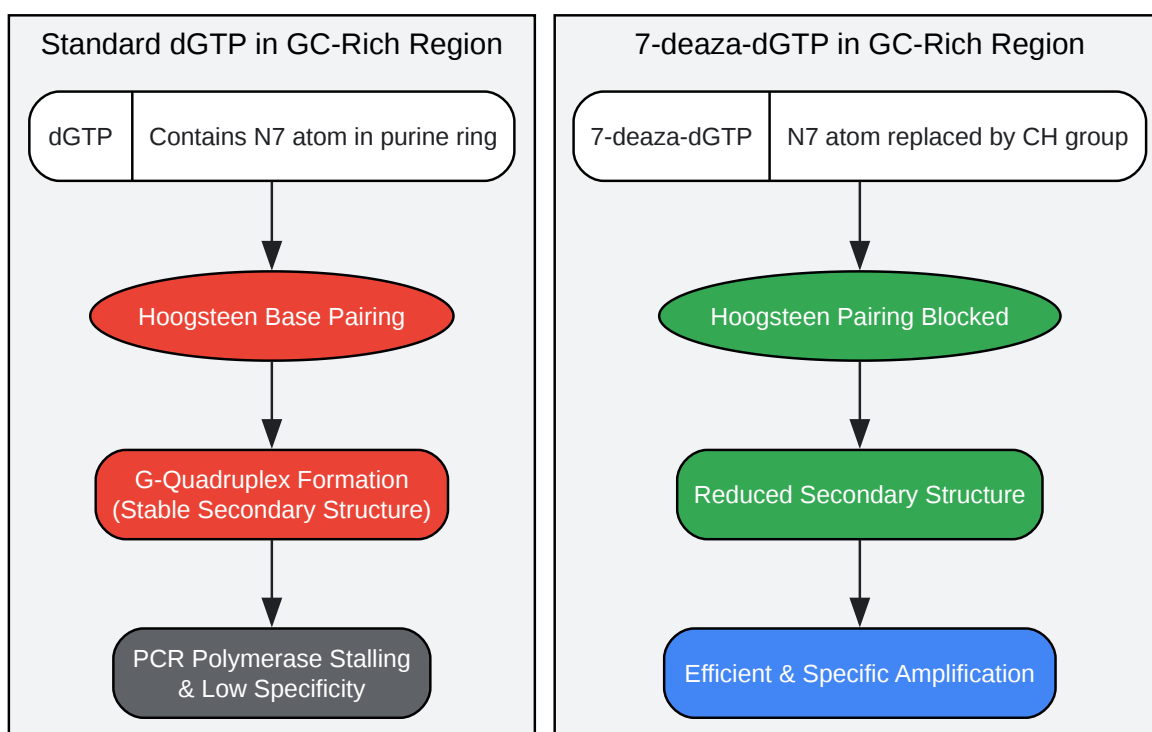 Standard dGTP in GC-Rich Region
dGTP
Contains N7 atom in purine ring
Hoogsteen Base Pairing
G-Quadruplex Formation
(Stable Secondary Structure)
PCR Polymerase Stalling
& Low Specificity
7-deaza-dGTP in GC-Rich Region
7-deaza-dGTP
N7 atom replaced by CH group
Hoogsteen Pairing Blocked
Reduced Secondary Structure
Efficient & Specific Amplification